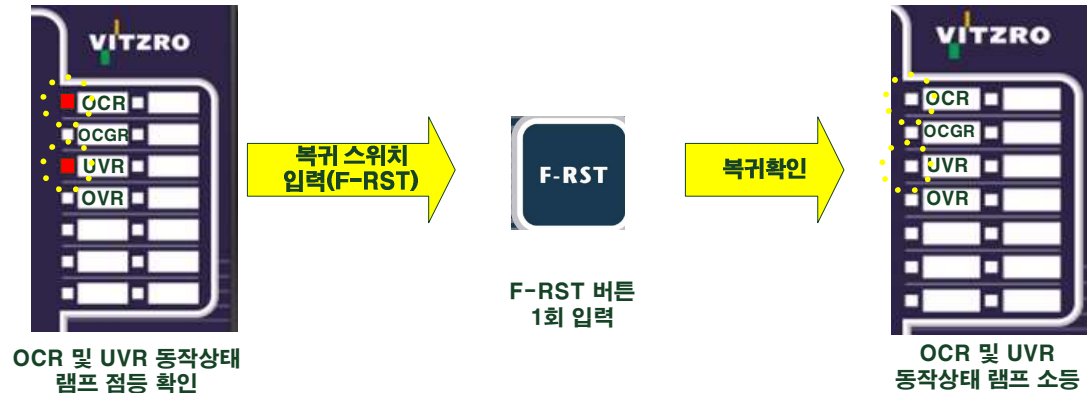 VITZRO
OCR
OCGR
UVR
OVR
OCR 및 UVR 동작상태
램프 점등 확인
복귀 스위치
입력(F-RST)
F-RST
F-RST 버튼
1회 입력
복귀확인
VITZRO
OCR
OCGR
UVR
OVR
OCR 및 UVR
동작상태 램프 소등